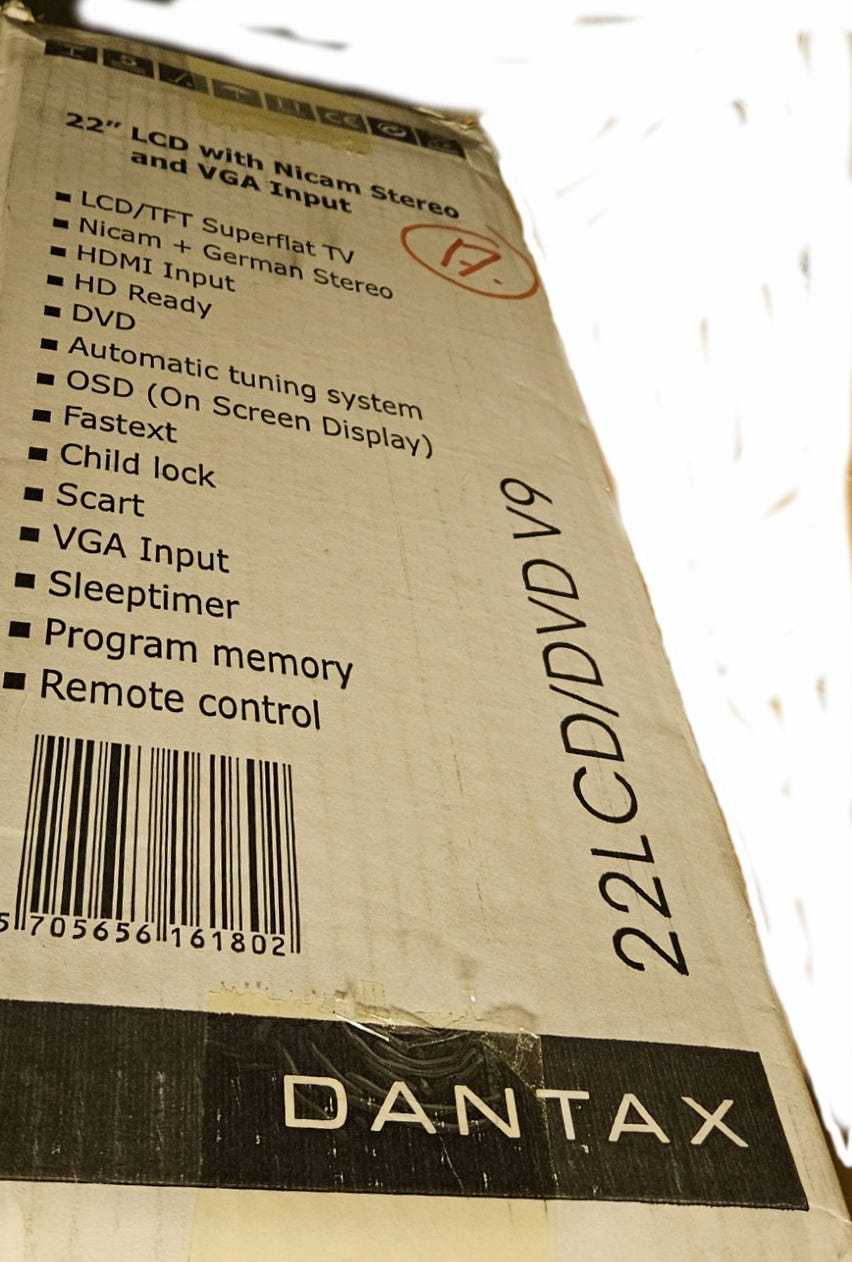 22" LCD with Nicam Stereo
and VGA Input
▪ LCD/TFT Superflat TV
▪ Nicam + German Stereo
▪ HDMI Input
▪ HD Ready
▪ DVD
▪ Automatic tuning system
▪ OSD (On Screen Display)
▪ Fastext
▪ Child lock
▪ Scart
▪ VGA Input
▪ Sleeptimer
▪ Program memory
▪ Remote control
17.
22LCD/DVD V9
5 705656 161802
DANTAX